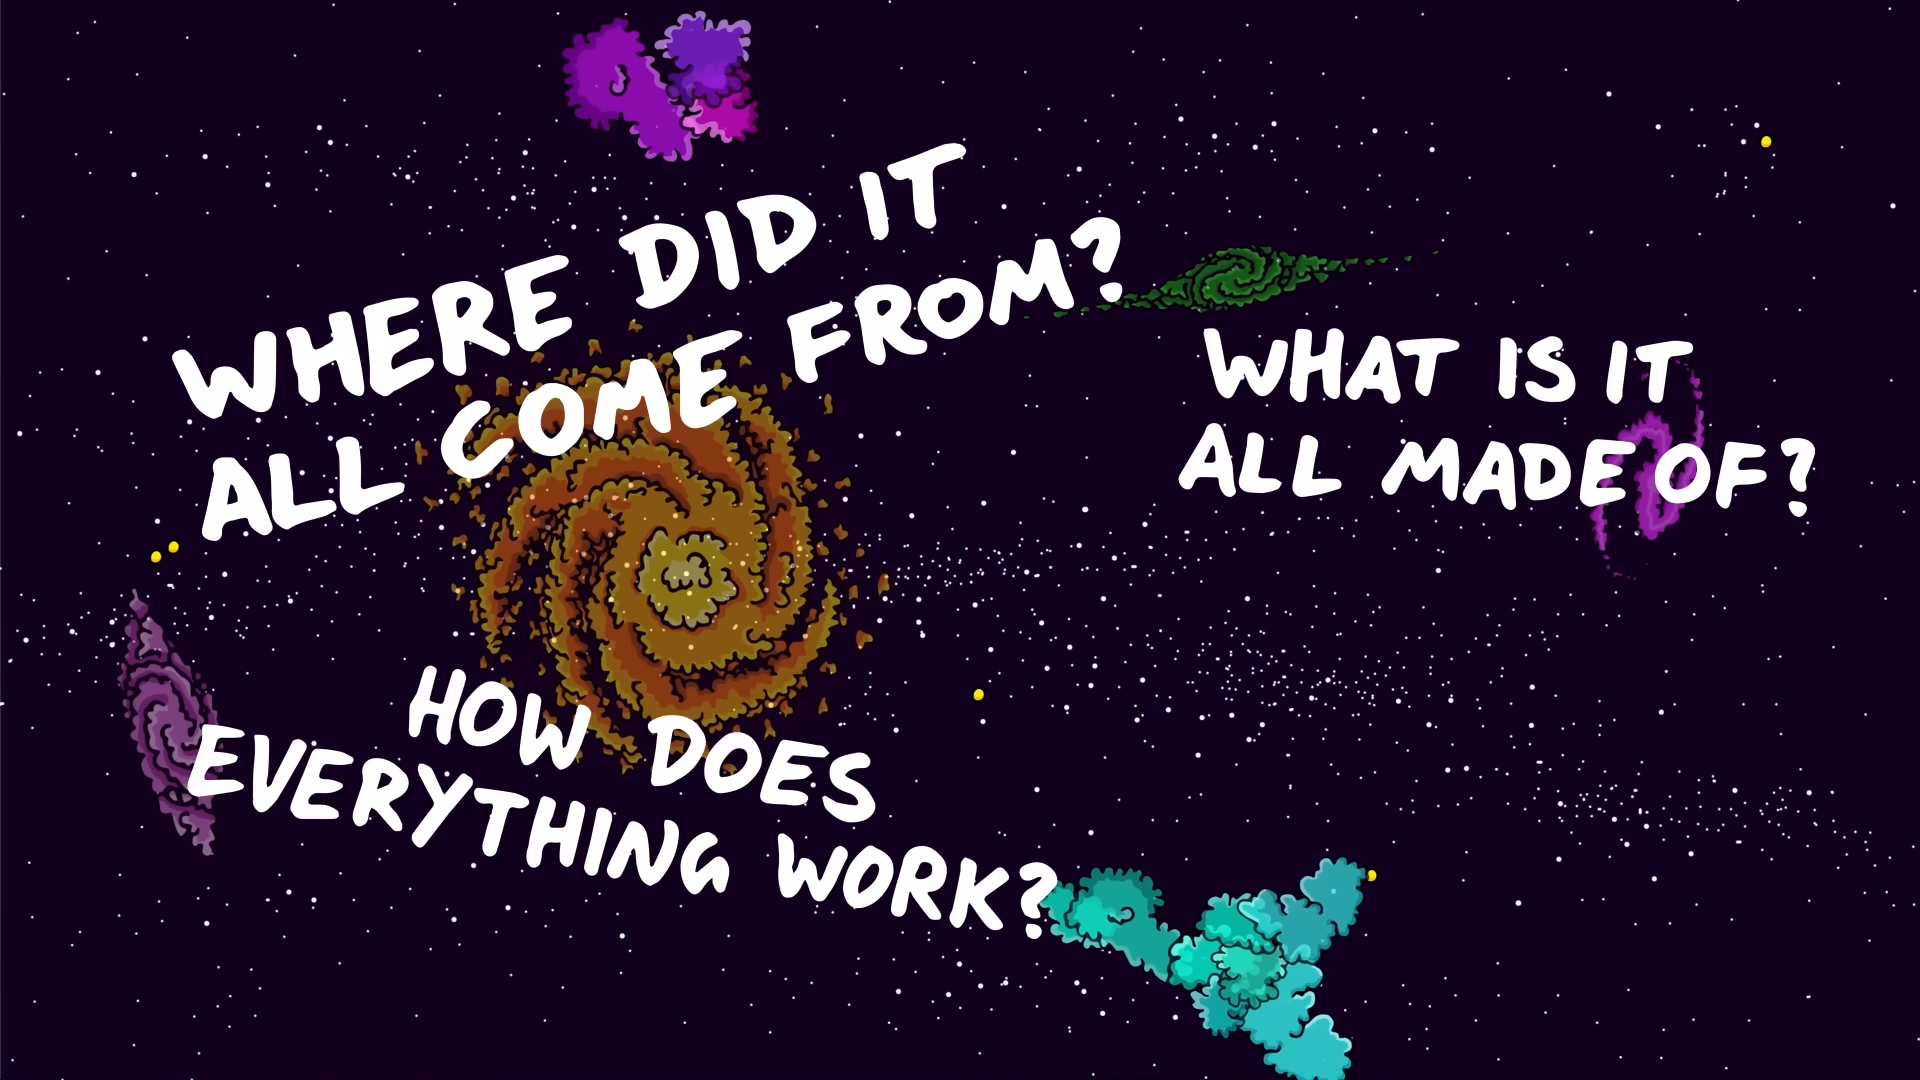 WHERE DID IT
ALL COME FROM?
WHAT IS IT
ALL MADE OF?
HOW DOES
EVERYTHING WORK?